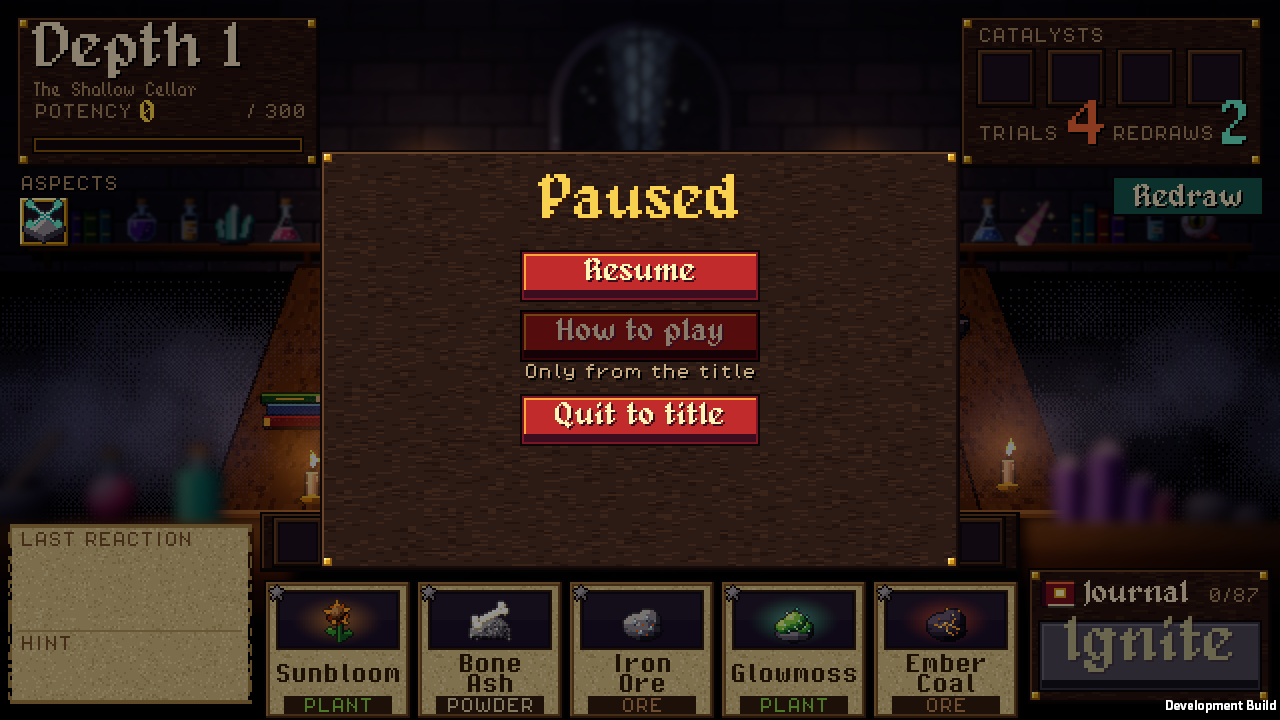 Depth 1
The Shallow Cellar
POTENCY 0 / 300
ASPECTS
CATALYSTS
TRIALS 4 REDRAWS 2
Redraw
Paused
Resume
How to play
Only from the title
Quit to title
LAST REACTION
HINT
Sunbloom
PLANT
Bone
Ash
POWDER
Iron
Ore
ORE
Glowmoss
PLANT
Ember
Coal
ORE
Journal 0/87
Ignite
Development Build